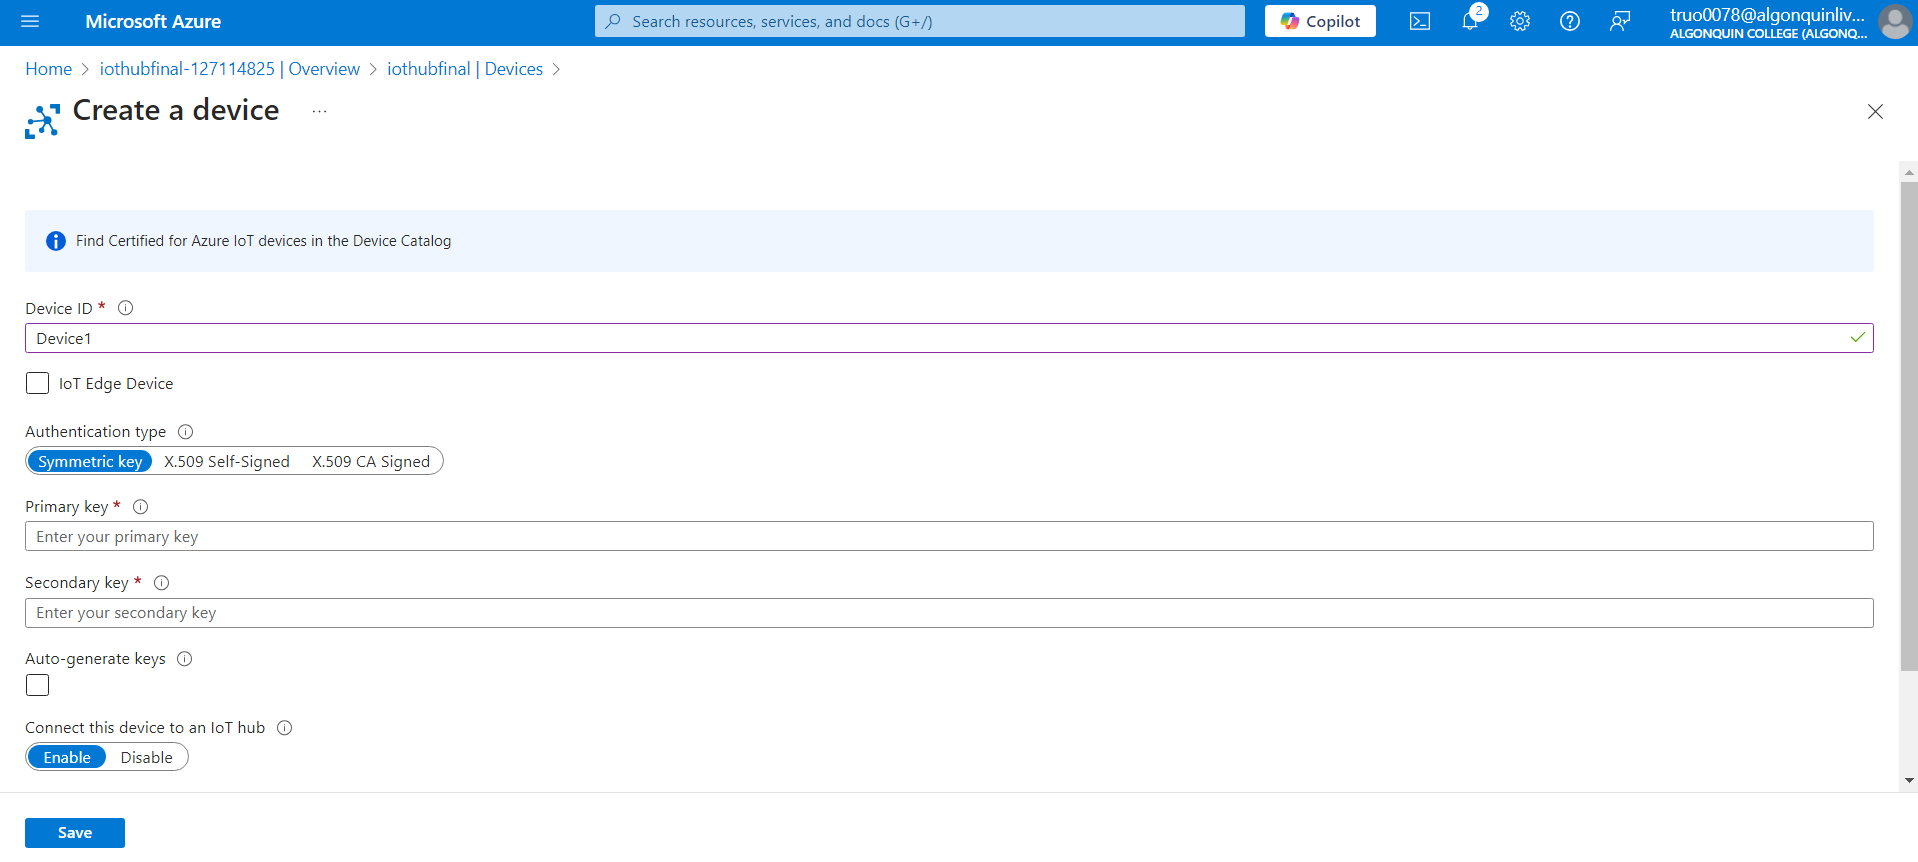 Microsoft Azure
Search resources, services, and docs (G+/)
Copilot
2
truo0078@algonquinliv...
ALGONQUIN COLLEGE (ALGONQ...
Home > iothubfinal-127114825 | Overview > iothubfinal | Devices >
Create a device ...
Find Certified for Azure IoT devices in the Device Catalog
Device ID *
Device1
IoT Edge Device
Authentication type
Symmetric key X.509 Self-Signed X.509 CA Signed
Primary key *
Enter your primary key
Secondary key *
Enter your secondary key
Auto-generate keys
Connect this device to an IoT hub
Enable Disable
Save